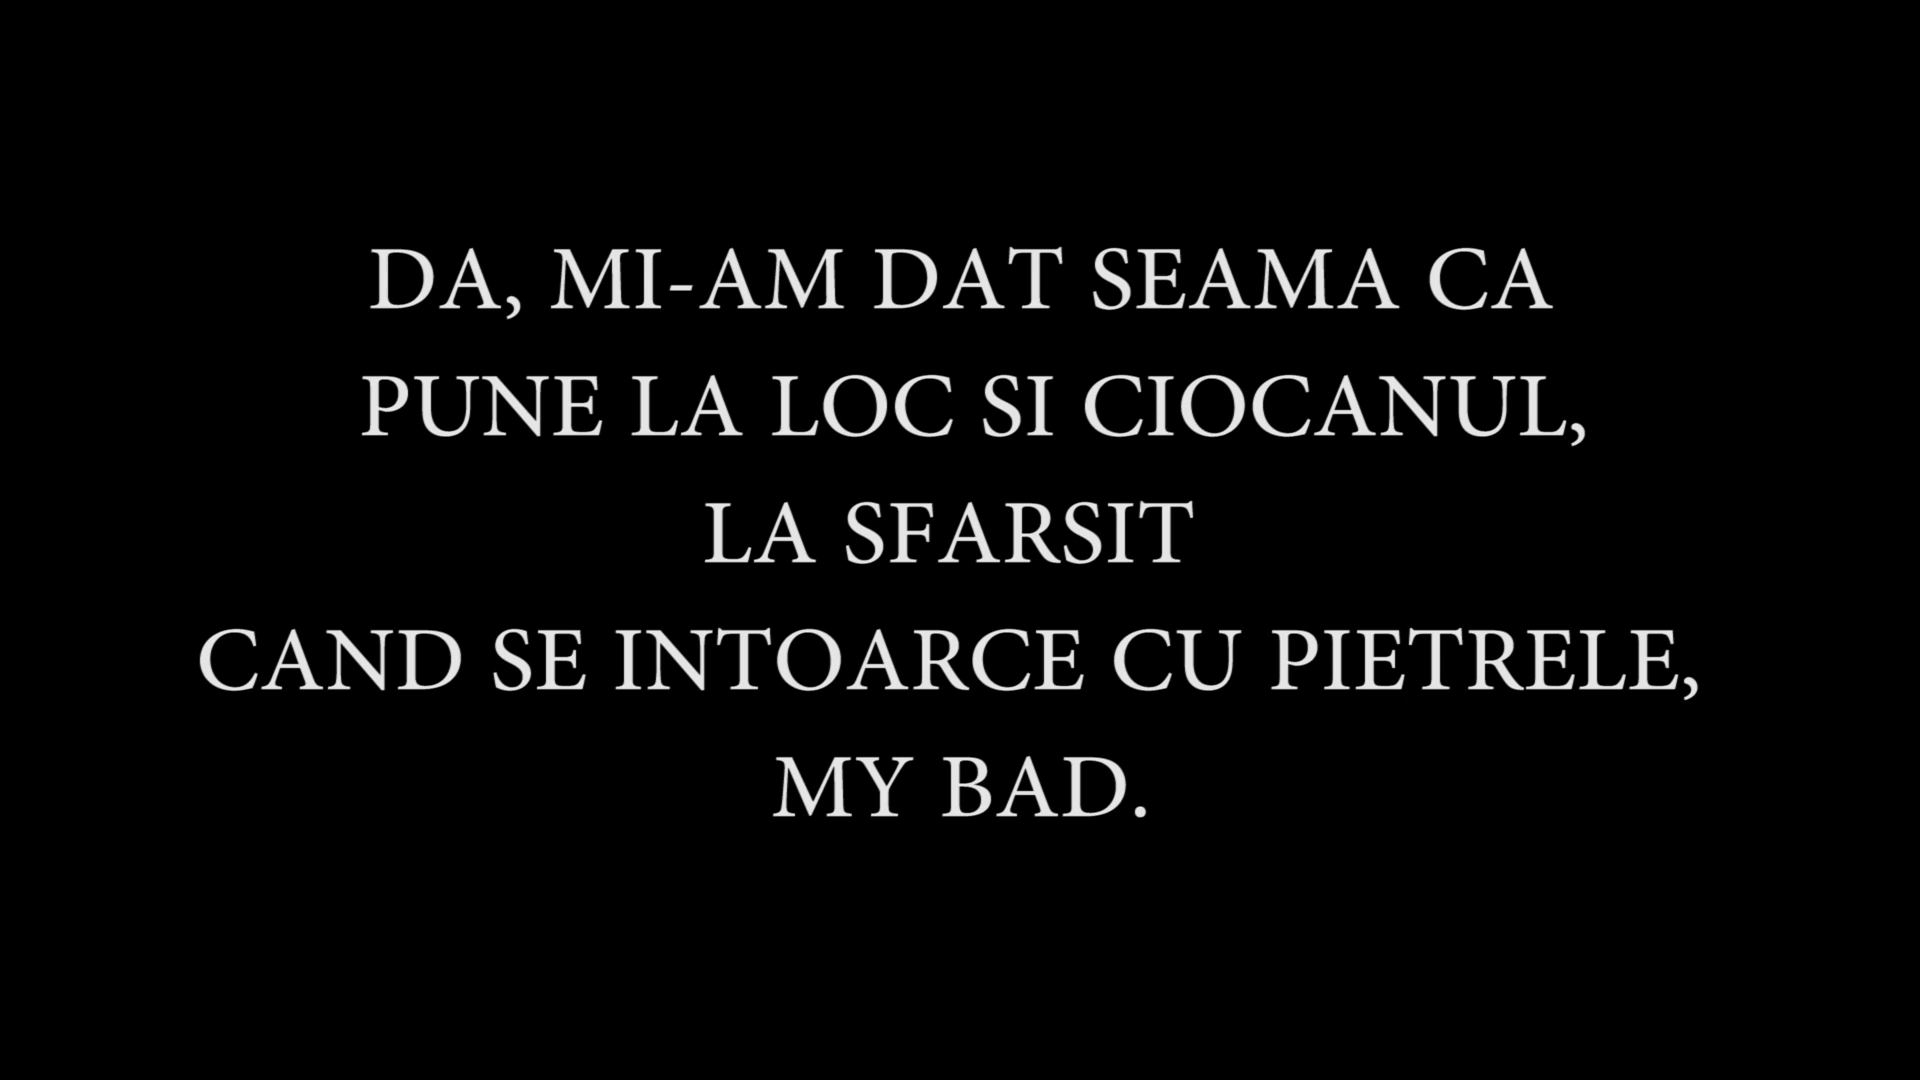 DA, MI-AM DAT SEAMA CA
PUNE LA LOC SI CIOCANUL,
LA SFARSIT
CAND SE INTOARCE CU PIETRELE,
MY BAD.